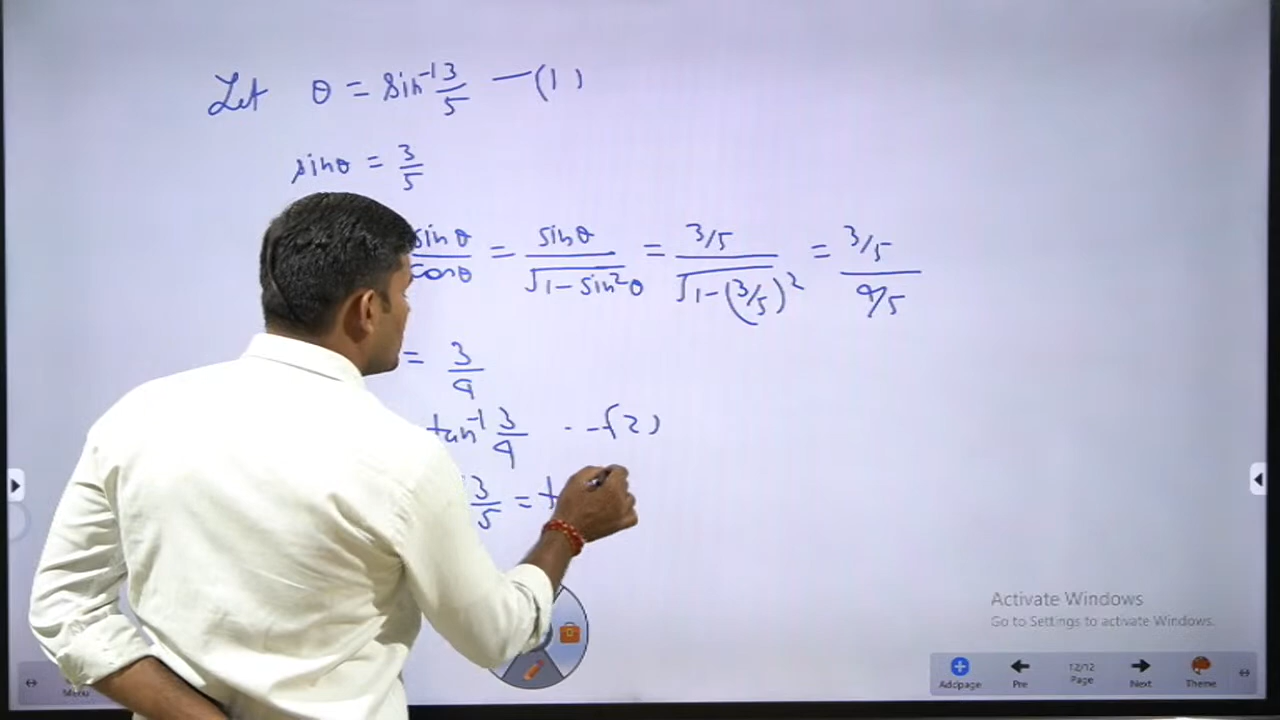 Let θ = sin⁻¹ 3/5 —(1)
sinθ = 3/5
sinθ/cosθ = sinθ/√1-sin²θ = 3/5/√1-(3/5)² = 3/5/4/5
= 3/4
tan⁻¹ 3/4 --(2)
3/5 = t
Activate Windows
Go to Settings to activate Windows.
Menu
Addpage
Pre
12/12
Page
Next
Theme